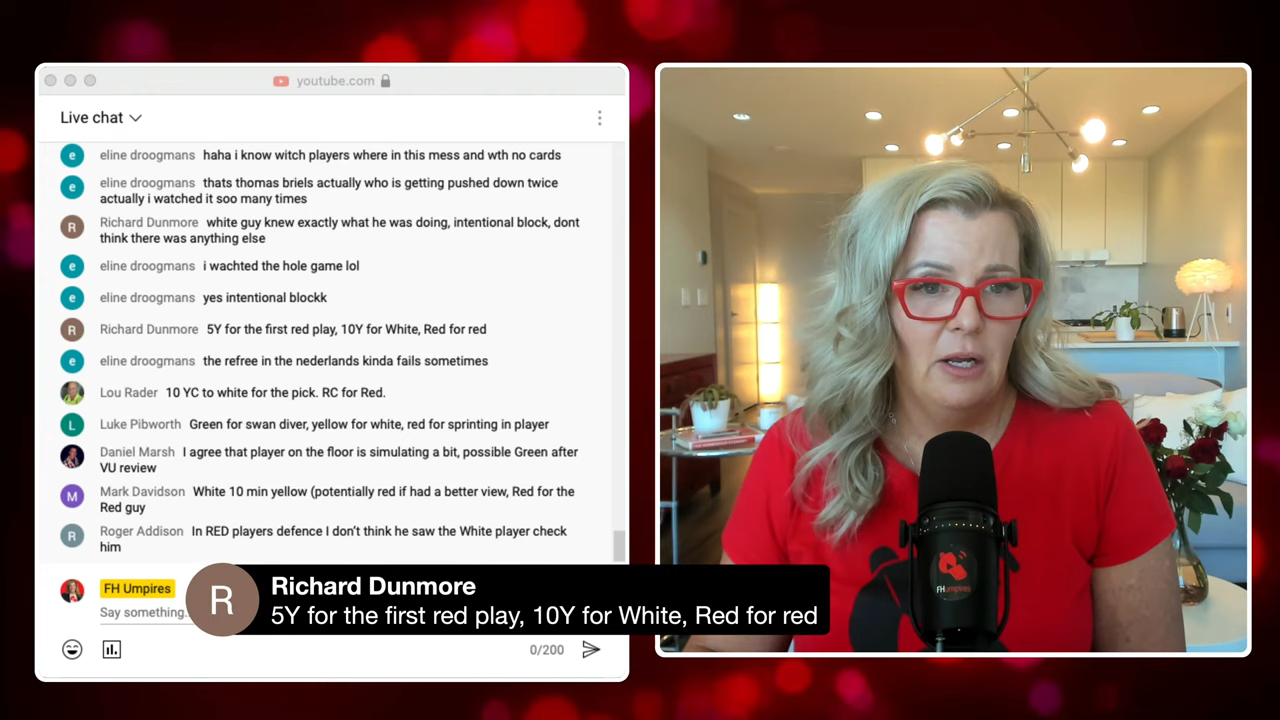 youtube.com
Live chat
eline droogmans haha i know witch players where in this mess and wth no cards
eline droogmans thats thomas briels actually who is getting pushed down twice
actually i watched it soo many times
R
Richard Dunmore white guy knew exactly what he was doing, intentional block, dont
think there was anything else
e
eline droogmans i wachted the hole game lol
e
eline droogmans yes intentional blockk
R
Richard Dunmore 5Y for the first red play, 10Y for White, Red for red
e
eline droogmans the refree in the nederlands kinda fails sometimes
Lou Rader 10 YC to white for the pick. RC for Red.
L
Luke Pibworth Green for swan diver, yellow for white, red for sprinting in player
Daniel Marsh I agree that player on the floor is simulating a bit, possible Green after
VU review
M
Mark Davidson White 10 min yellow (potentially red if had a better view, Red for the
Red guy
R
Roger Addison In RED players defence I don't think he saw the White player check
him
FH Umpires
Say something...
0/200
R
Richard Dunmore
5Y for the first red play, 10Y for White, Red for red
FHumpires